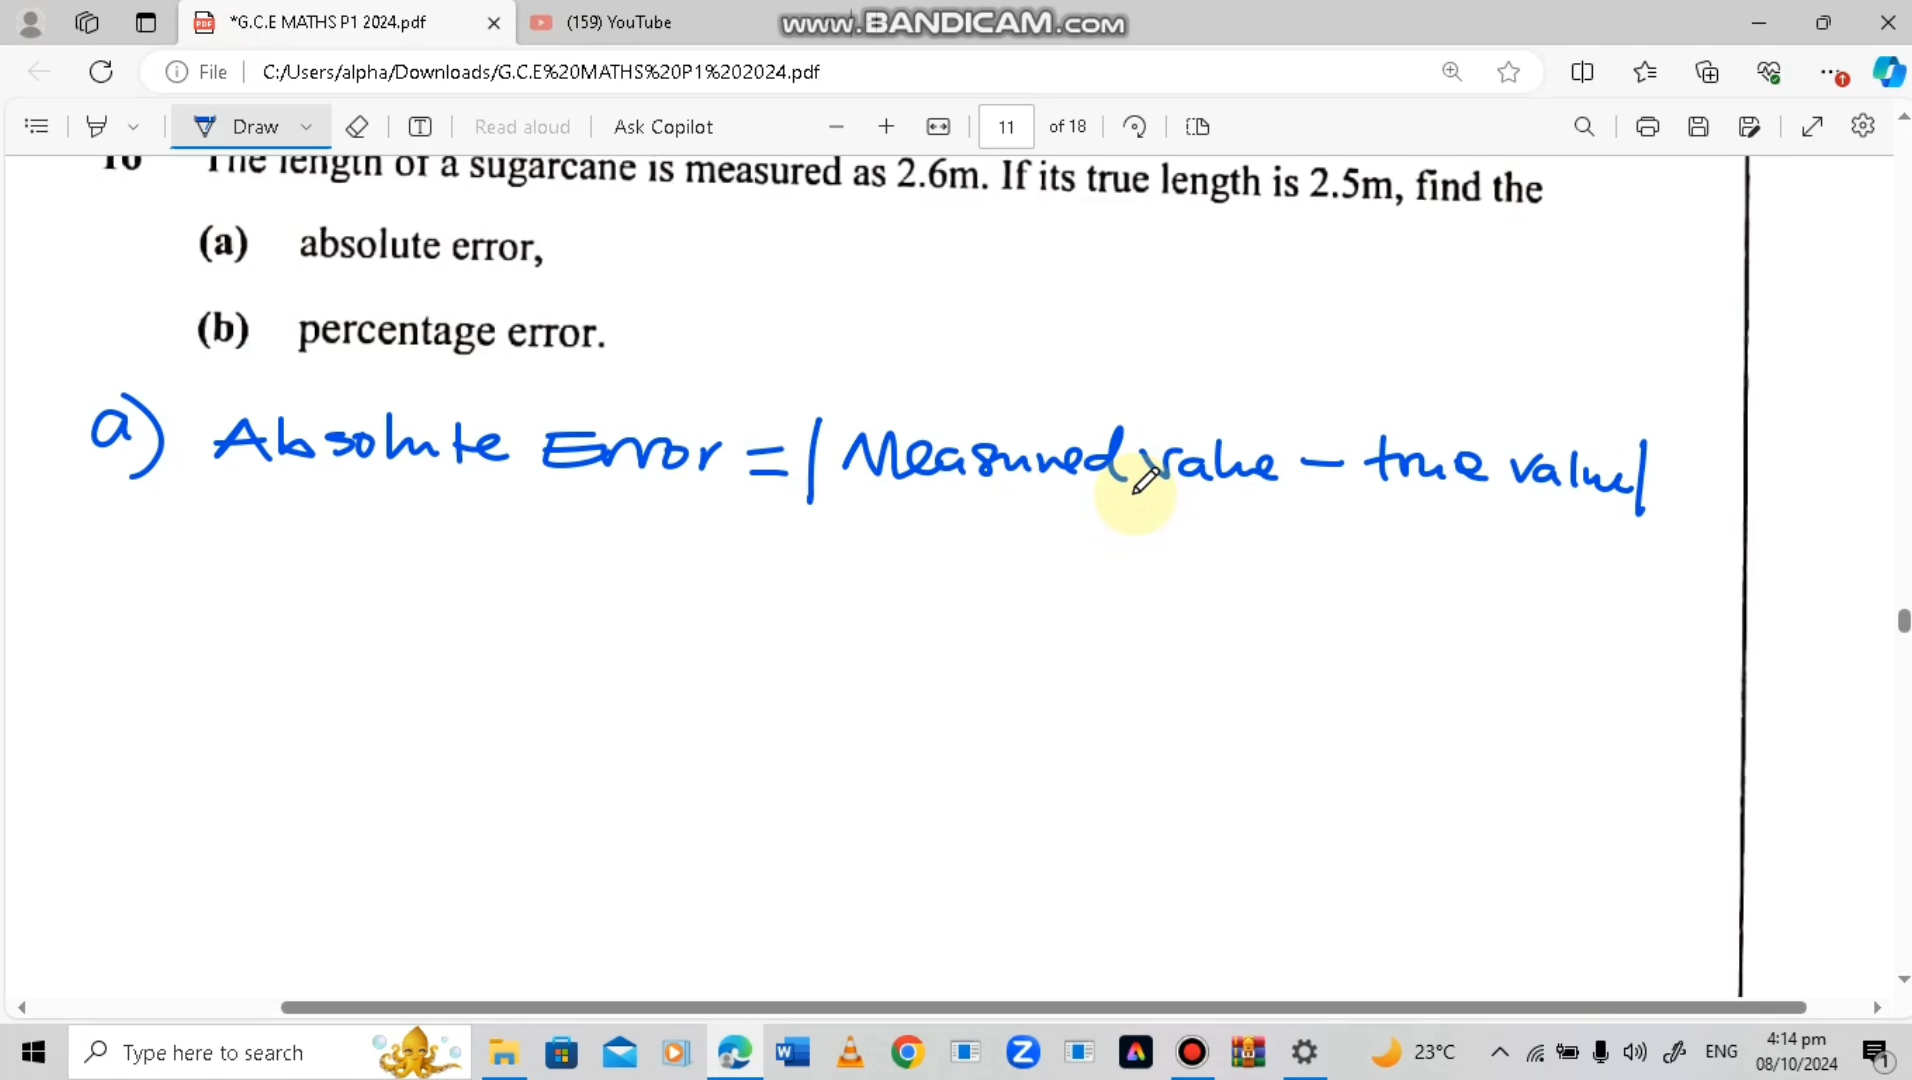 *G.C.E MATHS P1 2024.pdf
(159) YouTube
www.BANDICAM.com
File
C:/Users/alpha/Downloads/G.C.E%20MATHS%20P1%202024.pdf
Draw
Read aloud
Ask Copilot
11
of 18
The length of a sugarcane is measured as 2.6m. If its true length is 2.5m, find the
(a) absolute error,
(b) percentage error.
a) Absolute Error = | Measured value - true value |
Type here to search
23°C
ENG
4:14 pm
08/10/2024
1